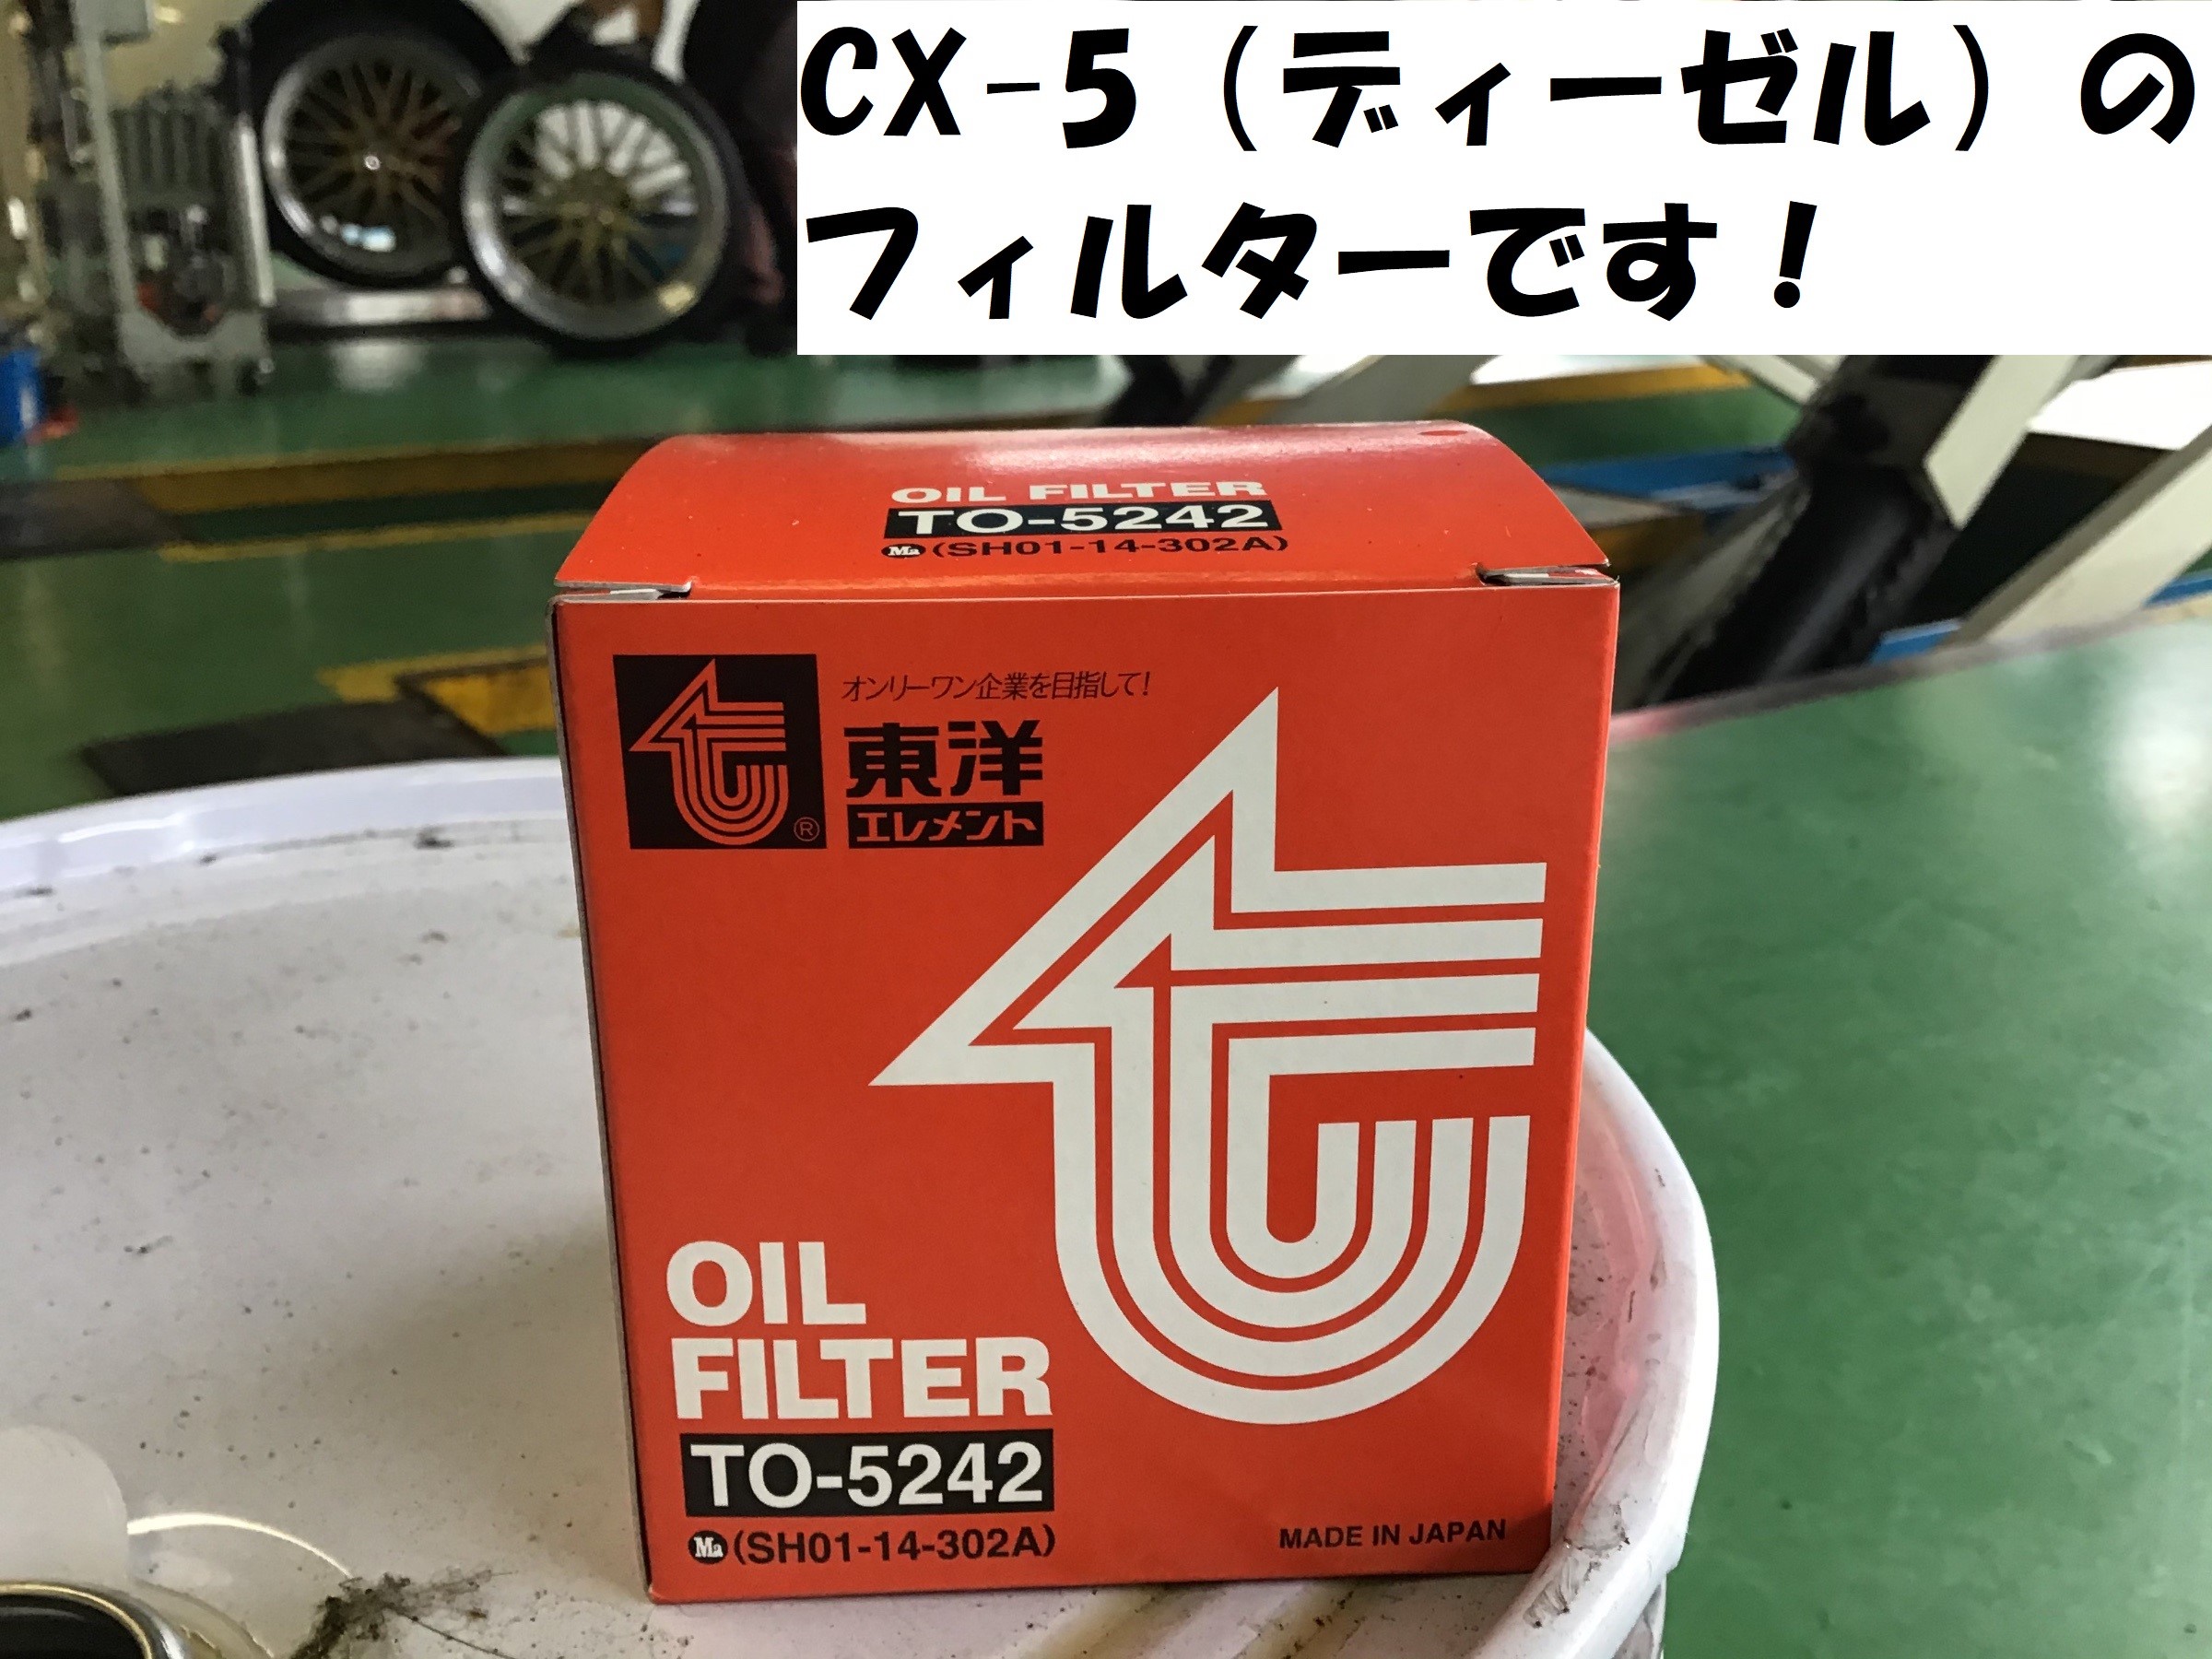 CX-5（ディーゼル）の
フィルターです！
OIL FILTER
TO-5242
Ma(SH01-14-302A)
オンリーワン企業を目指して!
東洋
エレメント
®
OIL
FILTER
TO-5242
Ma(SH01-14-302A)
MADE IN JAPAN